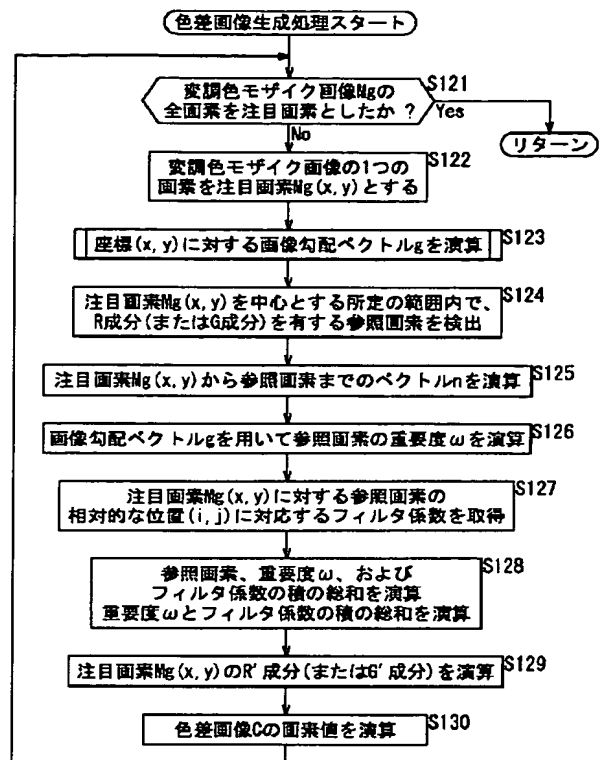 色差画像生成処理スタート
変調色モザイク画像Mgの
全画素を注目画素としたか ?
S121
Yes
No
リターン
変調色モザイク画像の1つの
画素を注目画素Mg(x,y)とする
S122
座標(x,y)に対する画像勾配ベクトルgを演算
S123
注目画素Mg(x,y)を中心とする所定の範囲内で、
R成分(またはG成分)を有する参照画素を検出
S124
注目画素Mg(x,y)から参照画素までのベクトルnを演算
S125
画像勾配ベクトルgを用いて参照画素の重要度ωを演算
S126
注目画素Mg(x,y)に対する参照画素の
相対的な位置(i,j)に対応するフィルタ係数を取得
S127
参照画素、重要度ω、および
フィルタ係数の積の総和を演算
重要度ωとフィルタ係数の積の総和を演算
S128
注目画素Mg(x,y)のR'成分(またはG'成分)を演算
S129
色差画像Cの画素値を演算
S130